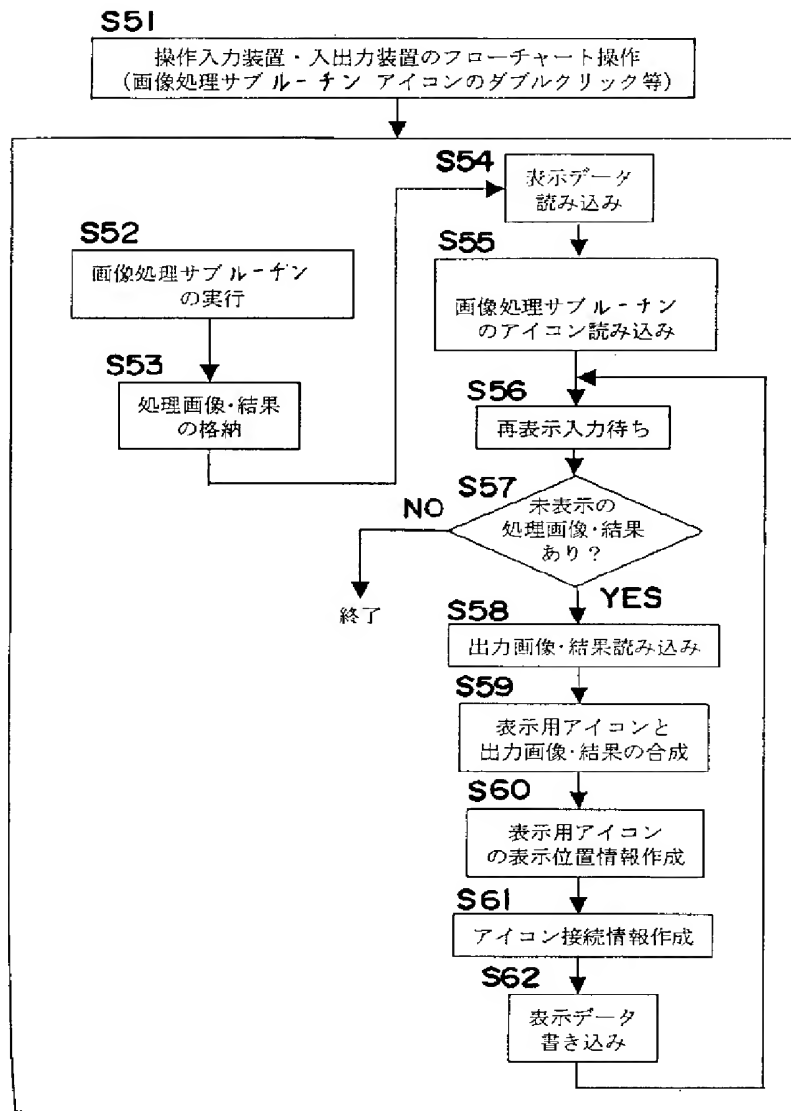 S51
操作入力装置・入出力装置のフローチャート操作
(画像処理サブルーチン アイコンのダブルクリック等)
S52
画像処理サブルーチン
の実行
S53
処理画像・結果
の格納
S54
表示データ
読み込み
S55
画像処理サブルーチン
のアイコン読み込み
S56
再表示入力待ち
S57
未表示の
処理画像・結果
あり?
NO
終了
YES
S58
出力画像・結果読み込み
S59
表示用アイコンと
出力画像・結果の合成
S60
表示用アイコン
の表示位置情報作成
S61
アイコン接続情報作成
S62
表示データ
書き込み